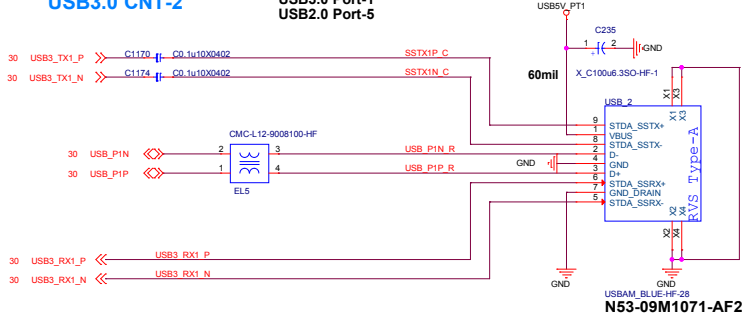 USB3.0 CNT-2
USB3.0 Port-1
USB2.0 Port-5
USB5V_PT1
C235
1 2
+
GND
X_C100u6.3SO-HF-1
60mil
30 USB3_TX1_P
C1170 C0.1u10X0402
SSTX1P_C
30 USB3_TX1_N
C1174 C0.1u10X0402
SSTX1N_C
USB_2
X1 X3
X1 X3
9 STDA_SSTX+
1 VBUS
8 STDA_SSTX-
2 D-
4 GND
3 D+
6 STDA_SSRX+
7 GND_DRAIN
5 STDA_SSRX-
RVS Type-A
X2 X4
X2 X4
CMC-L12-9008100-HF
30 USB_P1N
2 3
USB_P1N_R
30 USB_P1P
1 4
USB_P1P_R
EL5
GND
30 USB3_RX1_P
USB3_RX1_P
30 USB3_RX1_N
USB3_RX1_N
GND
GND
USBAM_BLUE-HF-28
N53-09M1071-AF2